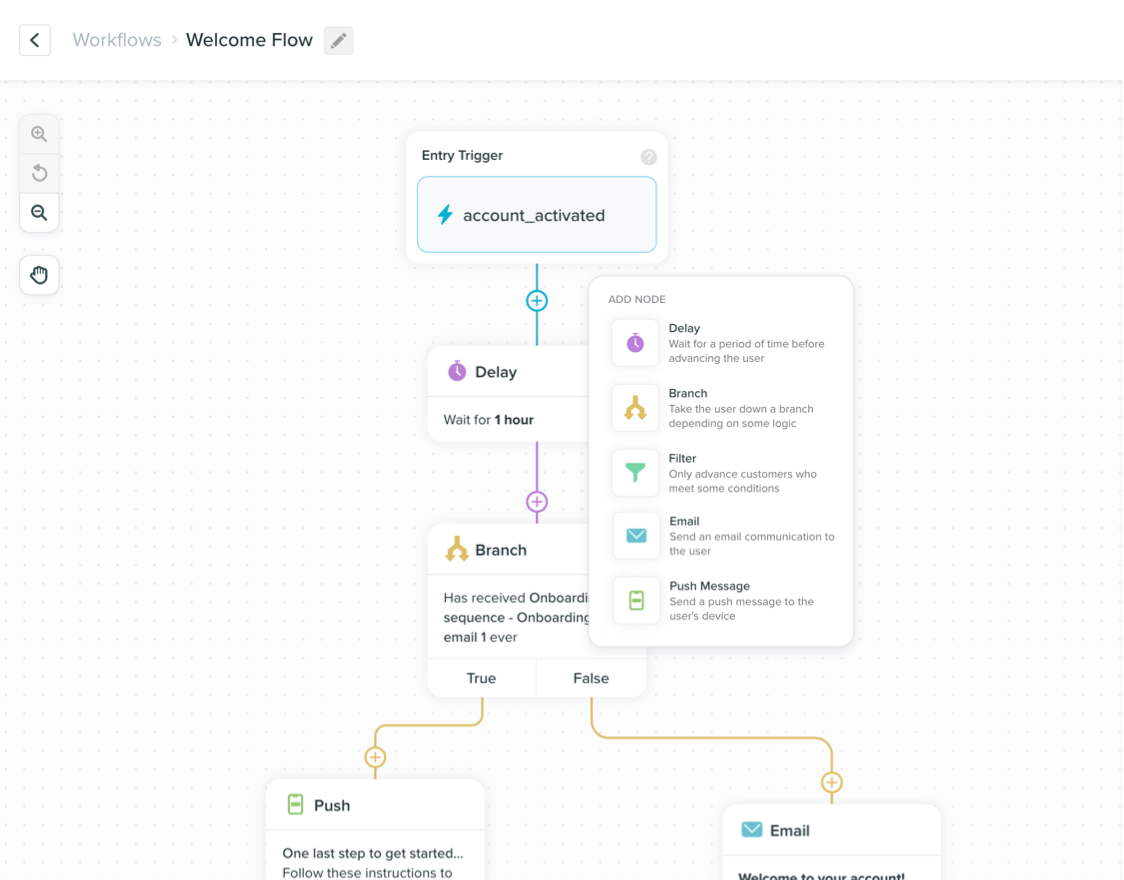 Workflows › Welcome Flow
Entry Trigger
?
account_activated
ADD NODE
Delay
Wait for a period of time before
advancing the user
Branch
Take the user down a branch
depending on some logic
Filter
Only advance customers who
meet some conditions
Email
Send an email communication to
the user
Push Message
Send a push message to the
user's device
Delay
Wait for 1 hour
Branch
Has received
sequence - Onboarding
email 1 ever
True False
Push
One last step to get started...
Follow these instructions to
Email
Welcome to your account!